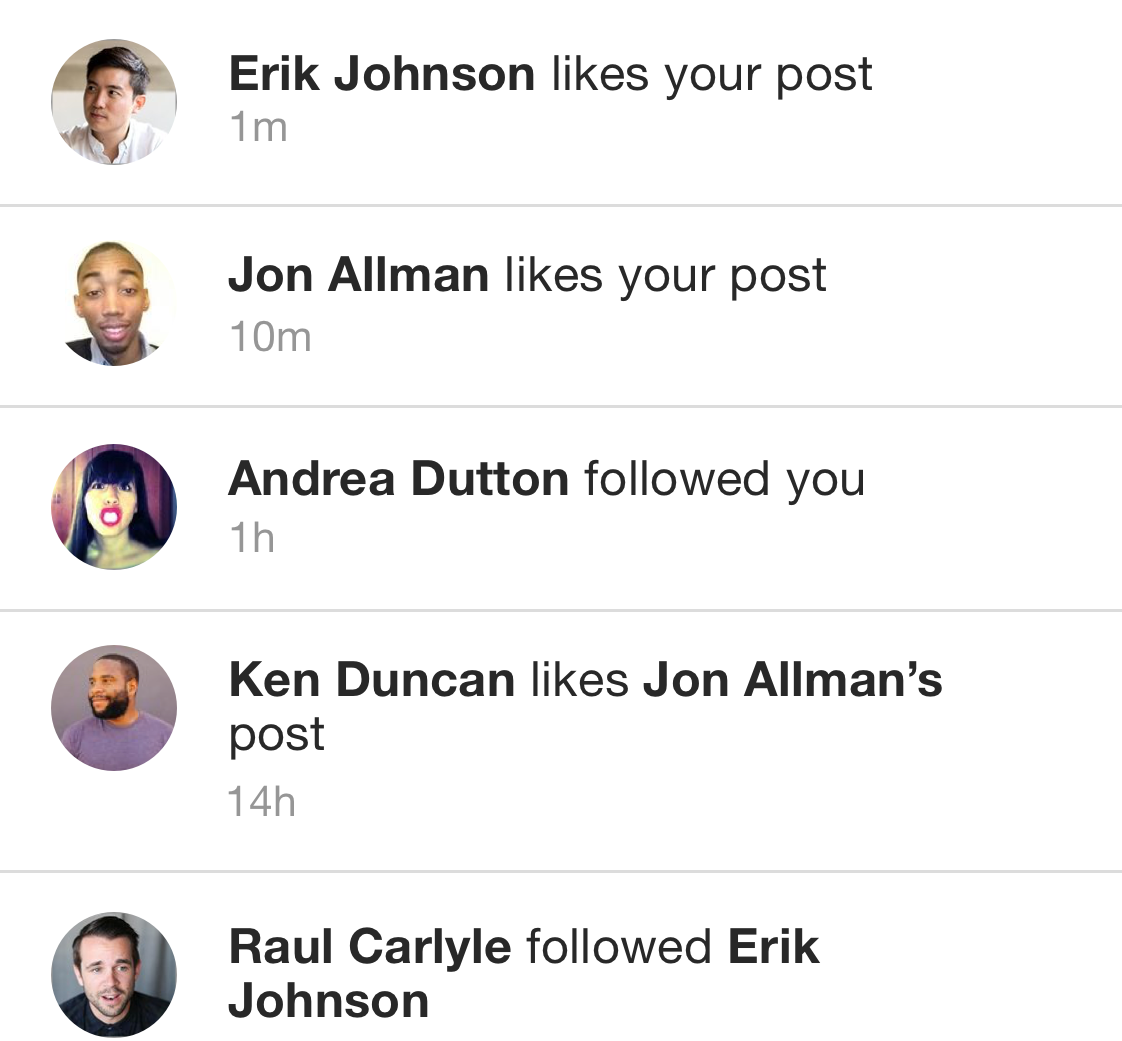 Erik Johnson likes your post
1m
Jon Allman likes your post
10m
Andrea Dutton followed you
1h
Ken Duncan likes Jon Allman’s
post
14h
Raul Carlyle followed Erik
Johnson